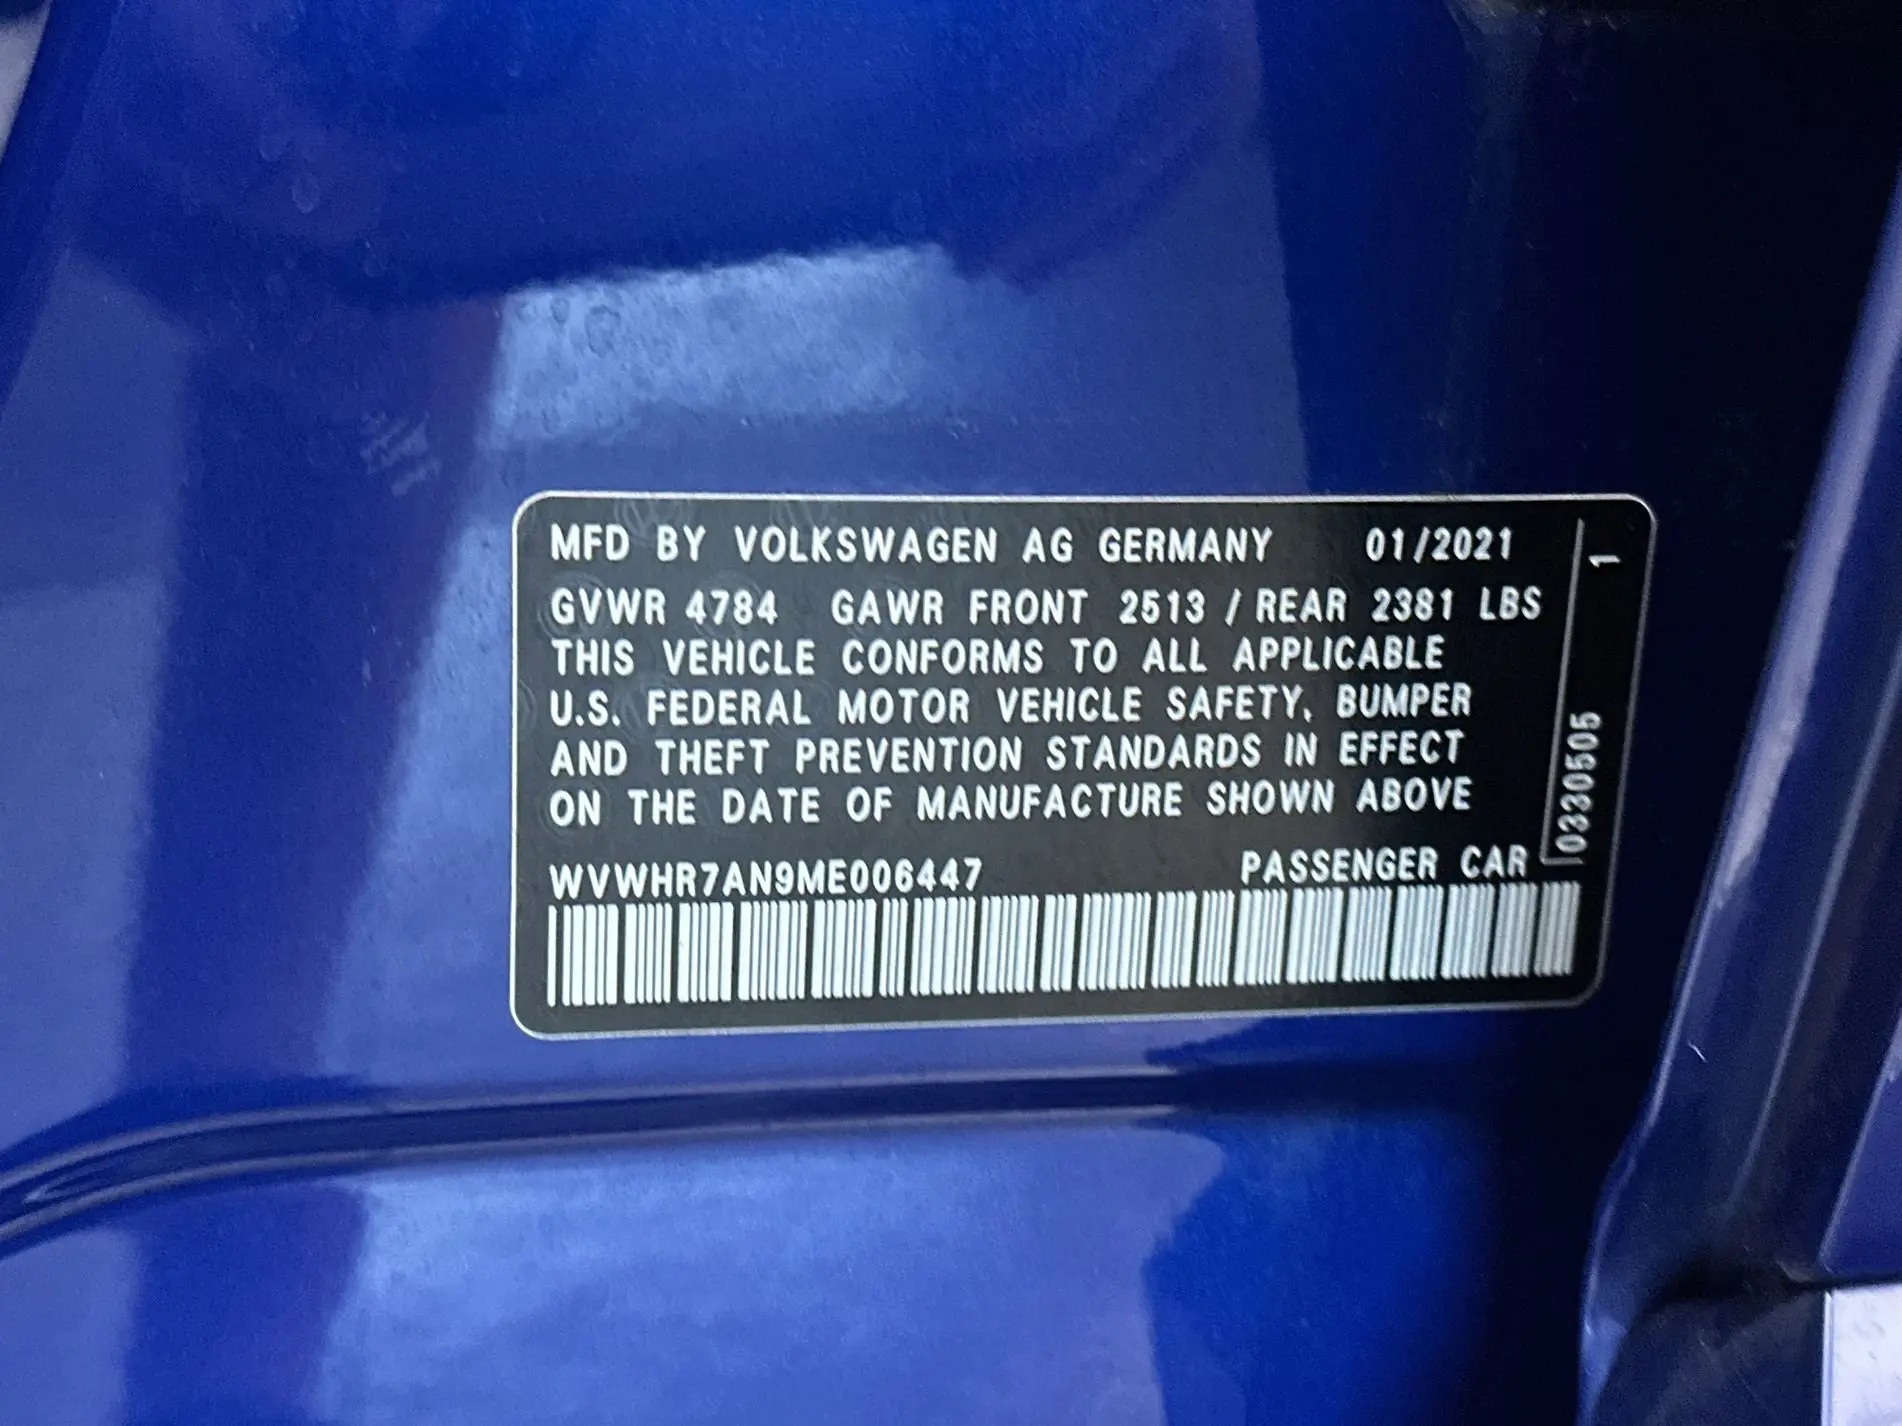 MFD BY VOLKSWAGEN AG GERMANY 01/2021
GVWR 4784 GAWR FRONT 2513 / REAR 2381 LBS
THIS VEHICLE CONFORMS TO ALL APPLICABLE
U.S. FEDERAL MOTOR VEHICLE SAFETY, BUMPER
AND THEFT PREVENTION STANDARDS IN EFFECT
ON THE DATE OF MANUFACTURE SHOWN ABOVE
WVWHR7AN9ME006447 PASSENGER CAR
0330505 1